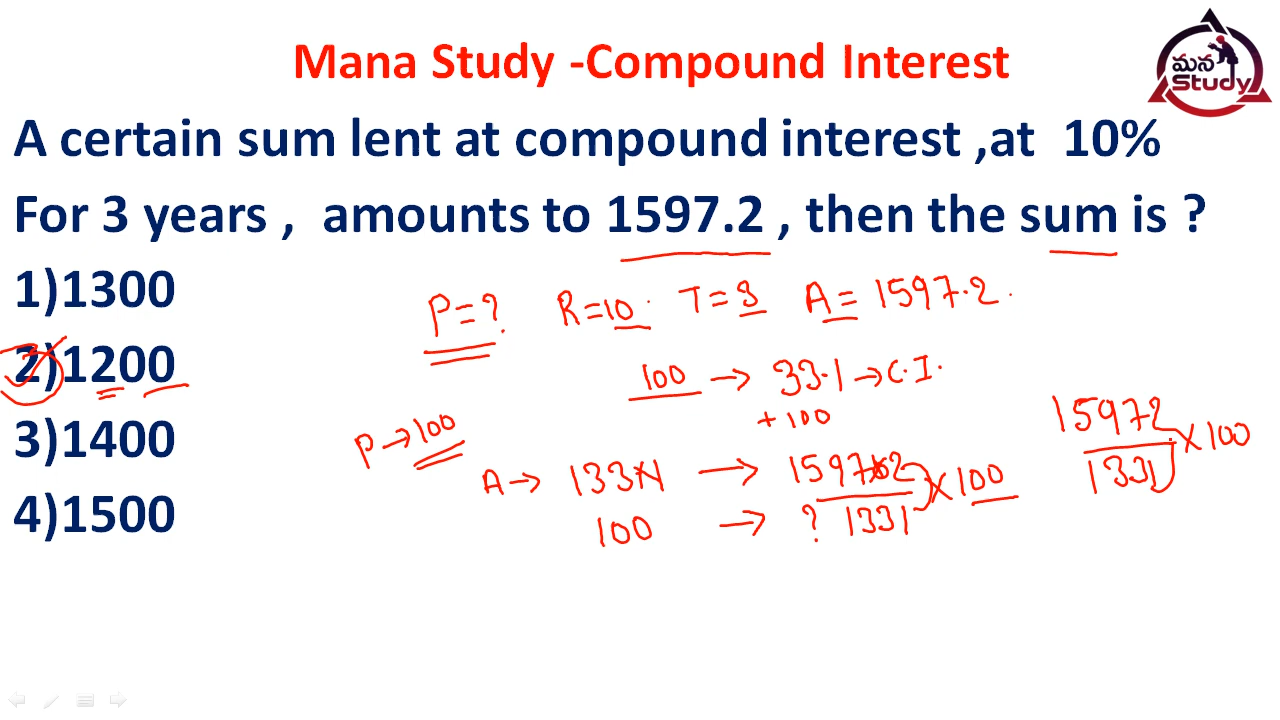 Mana Study -Compound Interest
మన
Study
A certain sum lent at compound interest ,at 10%
For 3 years , amounts to 1597.2 , then the sum is ?
1)1300
P=? R=10 T=3 A=1597.2
2)1200
100 → 33.1 → C.I.
+100
3)1400
P→100
A→ 133.1 → 1597.2 × 100
1331
15972 × 100
1331
4)1500
100 → ?